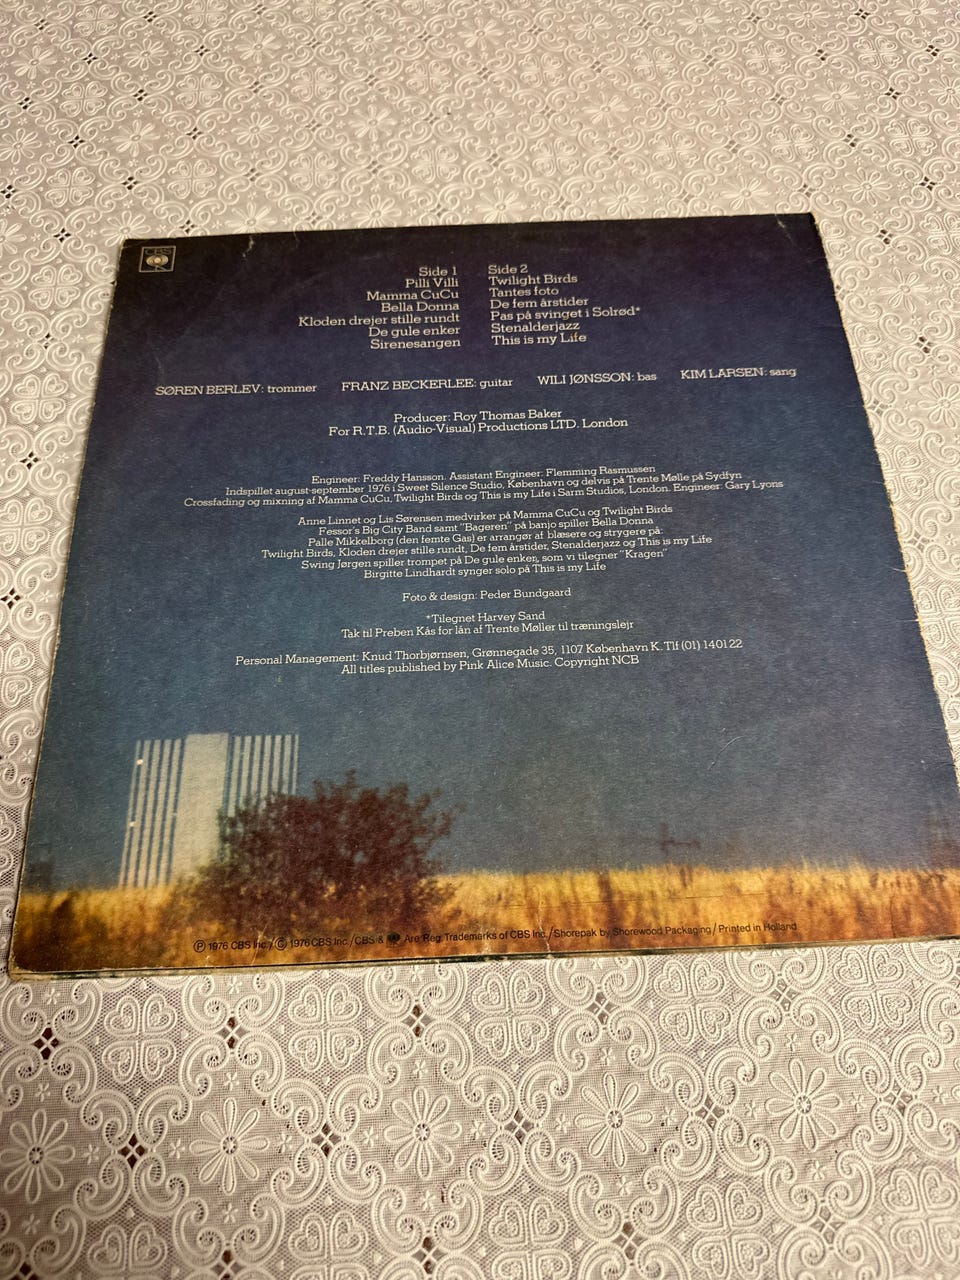 CBS
Side 1
Pilli Villi
Mamma CuCu
Bella Donna
Kloden drejer stille rundt
De gule enker
Sirenesangen
Side 2
Twilight Birds
Tantes foto
De fem årstider
Pas på svinget i Solrød*
Stenalderjazz
This is my Life
SØREN BERLEV: trommer FRANZ BECKERLEE: guitar WILI JØNSSON: bas KIM LARSEN: sang
Producer: Roy Thomas Baker
For R.T.B. (Audio-Visual) Productions LTD. London
Engineer: Freddy Hansson. Assistant Engineer: Flemming Rasmussen
Indspillet august-september 1976 i Sweet Silence Studio, København og delvis på Trente Mølle på Sydfyn
Crossfading og mixning af Mamma CuCu, Twilight Birds og This is my Life i Sarm Studios, London. Engineer: Gary Lyons
Anne Linnet og Lis Sørensen medvirker på Mamma CuCu og Twilight Birds
Fessor's Big City Band samt "Bageren" på banjo spiller Bella Donna
Palle Mikkelborg (den femte Gas) er arrangør af blæsere og strygere på:
Twilight Birds, Kloden drejer stille rundt, De fem årstider, Stenalderjazz og This is my Life
Swing Jørgen spiller trompet på De gule enker, som vi tilegner "Kragen"
Birgitte Lindhardt synger solo på This is my Life
Foto & design: Peder Bundgaard
*Tilegnet Harvey Sand
Tak til Preben Kås for lån af Trente Møller til træningslejr
Personal Management: Knud Thorbjørnsen, Grønnegade 35, 1107 København K. Tlf (01) 140122
All titles published by Pink Alice Music. Copyright NCB
Ⓟ 1976 CBS Inc./Ⓒ 1976 CBS Inc./CBS & Are Reg. Trademarks of CBS Inc./Shorepak by Shorewood Packaging/Printed in Holland